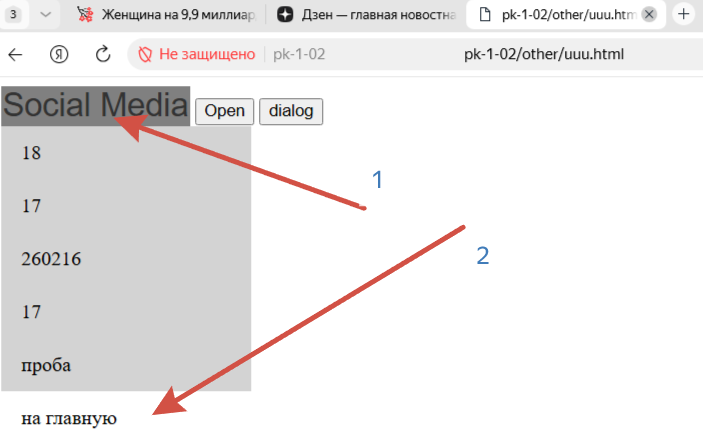 3 Женщина на 9,9 миллиар Дзен — главная новостна pk-1-02/other/uuu.htm
Не защищено pk-1-02 pk-1-02/other/uuu.html
Social Media Open dialog
18
1
17
2
260216
17
проба
на главную